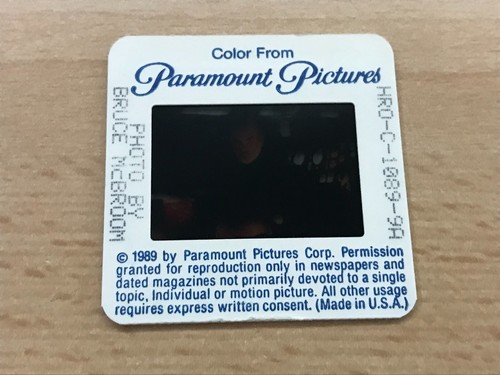 Color From
Paramount Pictures
PHOTO BY
BRUCE McBROOM
HRO-C-1089-9A
© 1989 by Paramount Pictures Corp. Permission
granted for reproduction only in newspapers and
dated magazines not primarily devoted to a single
topic, Individual or motion picture. All other usage
requires express written consent. (Made in U.S.A.)